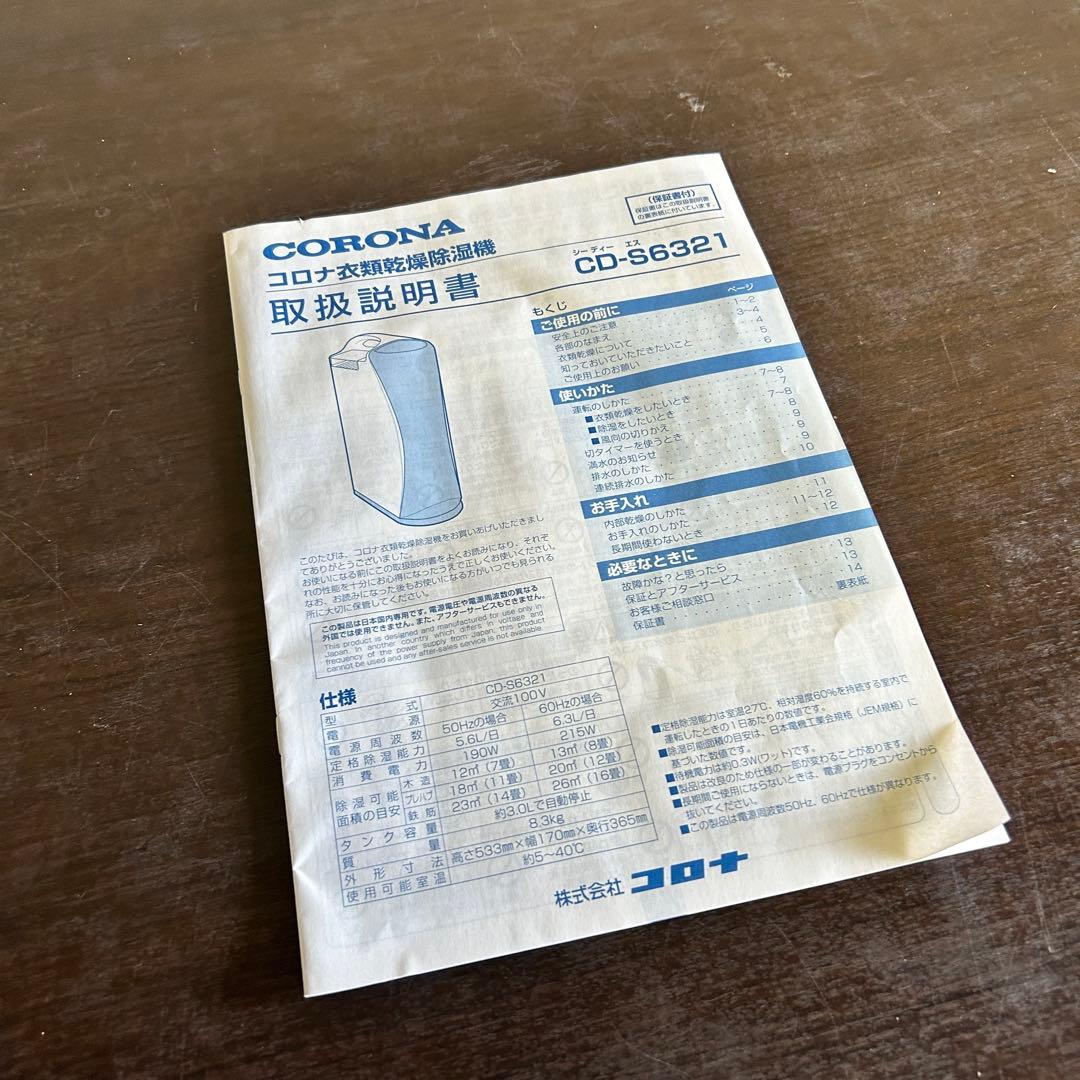 CORONA
コロナ衣類乾燥除湿機
取扱説明書
(保証書付)
保証書はこの取扱説明書
の裏表紙に付いています。
シーディー エス
CD-S6321
もくじ ページ
ご使用の前に
安全上のご注意 1～2
各部のなまえ 3～4
衣類乾燥について 4
知っておいていただきたいこと 5
ご使用上のお願い 6
使いかた
運転のしかた 7～8
■衣類乾燥をしたいとき 7
■除湿をしたいとき 7～8
■風向の切りかえ 8
切タイマーを使うとき 9
満水のお知らせ 9
排水のしかた 9
連続排水のしかた 10
お手入れ
内部乾燥のしかた 11
お手入れのしかた 11～12
長期間使わないとき 12
必要なときに
故障かな?と思ったら 13
保証とアフターサービス 13
お客様ご相談窓口 14
保証書 裏表紙
このたびは、コロナ衣類乾燥除湿機をお買いあげいただきまし
てありがとうございました。
お使いになる前にこの取扱説明書をよくお読みになり、それぞ
れの性能を十分にお心得になったうえで正しくお使いください。
なお、お読みになった後もお使いになる方がいつでも見られる
所に大切に保管してください。
この製品は日本国内専用です。電源電圧や電源周波数の異なる
外国では使用できません。また、アフターサービスもできません。
This product is designed and manufactured for use only in
Japan. In another country which differs in voltage and
frequency of the power supply from Japan, this product
cannot be used and any after-sales service is not available.
仕様
型式 CD-S6321
電源 交流100V
電源周波数 50Hzの場合 60Hzの場合
定格除湿能力 5.6L/日 6.3L/日
消費電力 190W 215W
除湿可能面積の目安 木造 12㎡(7畳) 13㎡(8畳)
プレハブ 18㎡(11畳) 20㎡(12畳)
鉄筋 23㎡(14畳) 26㎡(16畳)
タンク容量 約3.0Lで自動停止
質量 8.3kg
外形寸法 高さ533㎜×幅170㎜×奥行365㎜
使用可能室温 約5～40℃
■定格除湿能力は室温27℃、相対湿度60%を持続する室内で
運転したときの1日あたりの数値です。
■除湿可能面積の目安は、日本電機工業会規格(JEM規格)に
基づいた数値です。
■待機電力は約0.3W(ワット)です。
■製品は改良のため仕様の一部が変わることがあります。
■長期間ご使用にならないときは、電源プラグをコンセントから
抜いてください。
■この製品は電源周波数50Hz、60Hzで仕様が異なります。
株式会社 コロナ